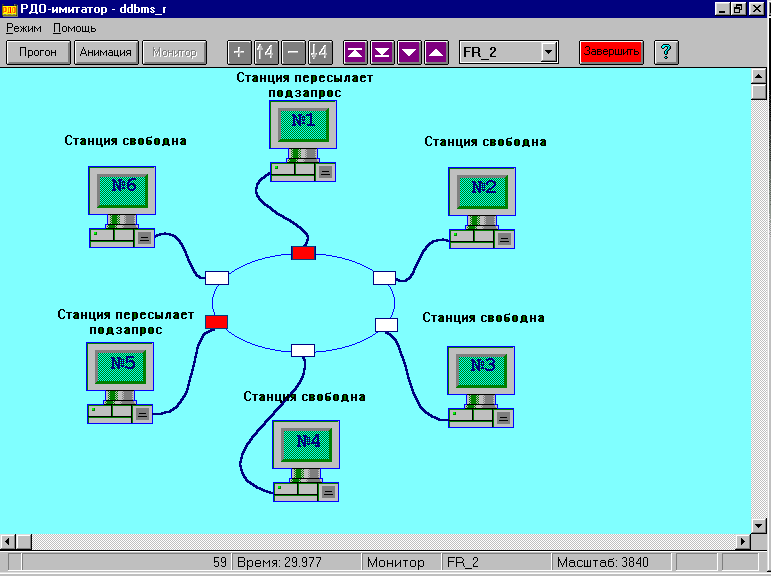 РДО-имитатор - ddbms_r
Режим Помощь
Прогон Анимация Монитор + ↑4 − ↓4 FR_2 Завершить ?
Станция пересылает
подзапрос
№1
Станция свободна
№6
Станция свободна
№2
Станция пересылает
подзапрос
№5
Станция свободна
№3
Станция свободна
№4
59 Время: 29.977 Монитор FR_2 Масштаб: 3840